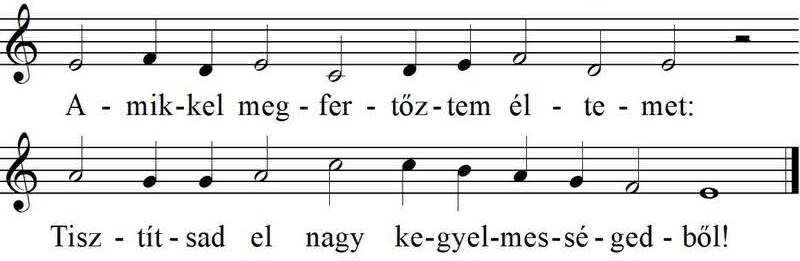 A - mik-kel meg - fer - tőz-tem él - te - met:
Tisz - tít - sad el nagy ke-gyel-mes-sé - ged - ből!